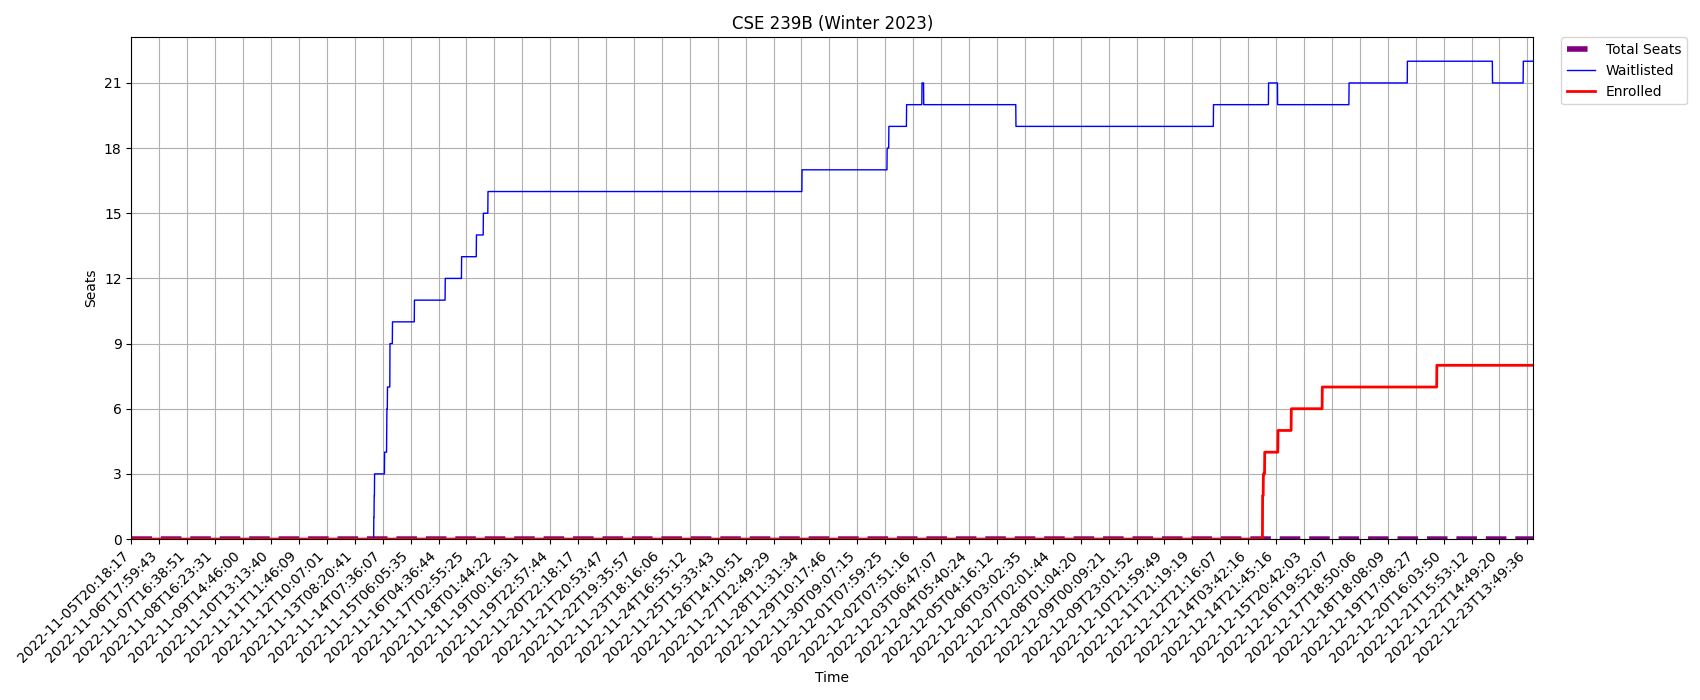 CSE 239B (Winter 2023)
Total Seats
Waitlisted
Enrolled
Seats
21
18
15
12
9
6
3
0
2022-11-05T20:18:17
2022-11-06T17:59:43
2022-11-07T16:38:51
2022-11-08T16:23:31
2022-11-09T14:46:00
2022-11-10T13:13:40
2022-11-11T11:46:09
2022-11-12T10:07:01
2022-11-13T08:20:41
2022-11-14T07:36:07
2022-11-15T06:05:35
2022-11-16T04:36:44
2022-11-17T02:55:25
2022-11-18T01:44:22
2022-11-19T00:16:31
2022-11-19T22:57:44
2022-11-20T22:18:17
2022-11-21T20:53:47
2022-11-22T19:35:57
2022-11-23T18:16:06
2022-11-24T16:55:12
2022-11-25T15:33:43
2022-11-26T14:10:51
2022-11-27T12:49:29
2022-11-28T11:31:34
2022-11-29T10:17:46
2022-11-30T09:07:15
2022-12-01T07:59:25
2022-12-02T07:51:16
2022-12-03T06:47:07
2022-12-04T05:40:24
2022-12-05T04:16:12
2022-12-06T03:02:35
2022-12-07T02:01:44
2022-12-08T01:04:20
2022-12-09T00:09:21
2022-12-09T23:01:52
2022-12-10T21:59:49
2022-12-11T21:19:19
2022-12-12T21:16:07
2022-12-14T03:42:16
2022-12-14T21:45:16
2022-12-15T20:42:03
2022-12-16T19:52:07
2022-12-17T18:50:06
2022-12-18T18:08:09
2022-12-19T17:08:27
2022-12-20T16:03:50
2022-12-21T15:53:12
2022-12-22T14:49:20
2022-12-23T13:49:36
Time